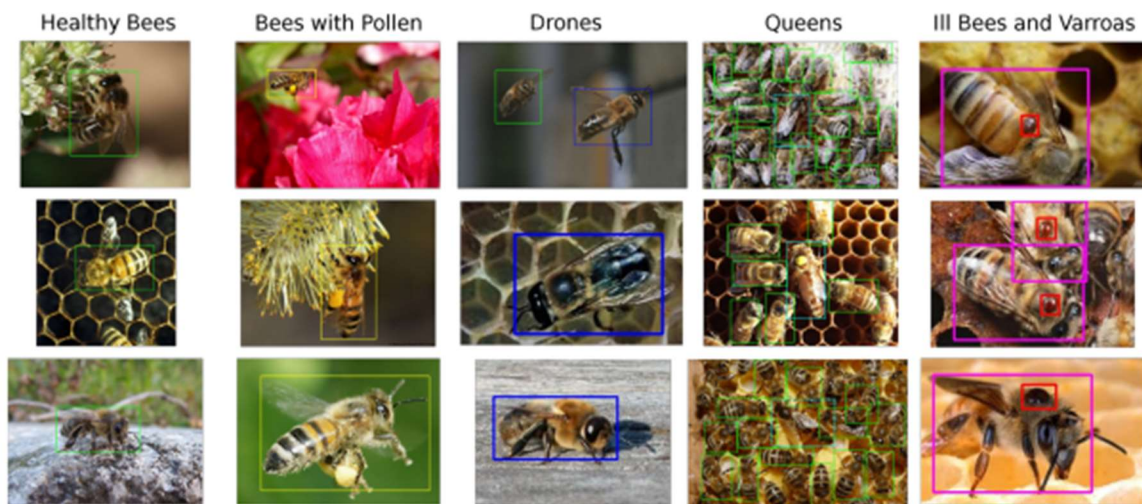 Healthy Bees
Bees with Pollen
Drones
Queens
Ill Bees and Varroas